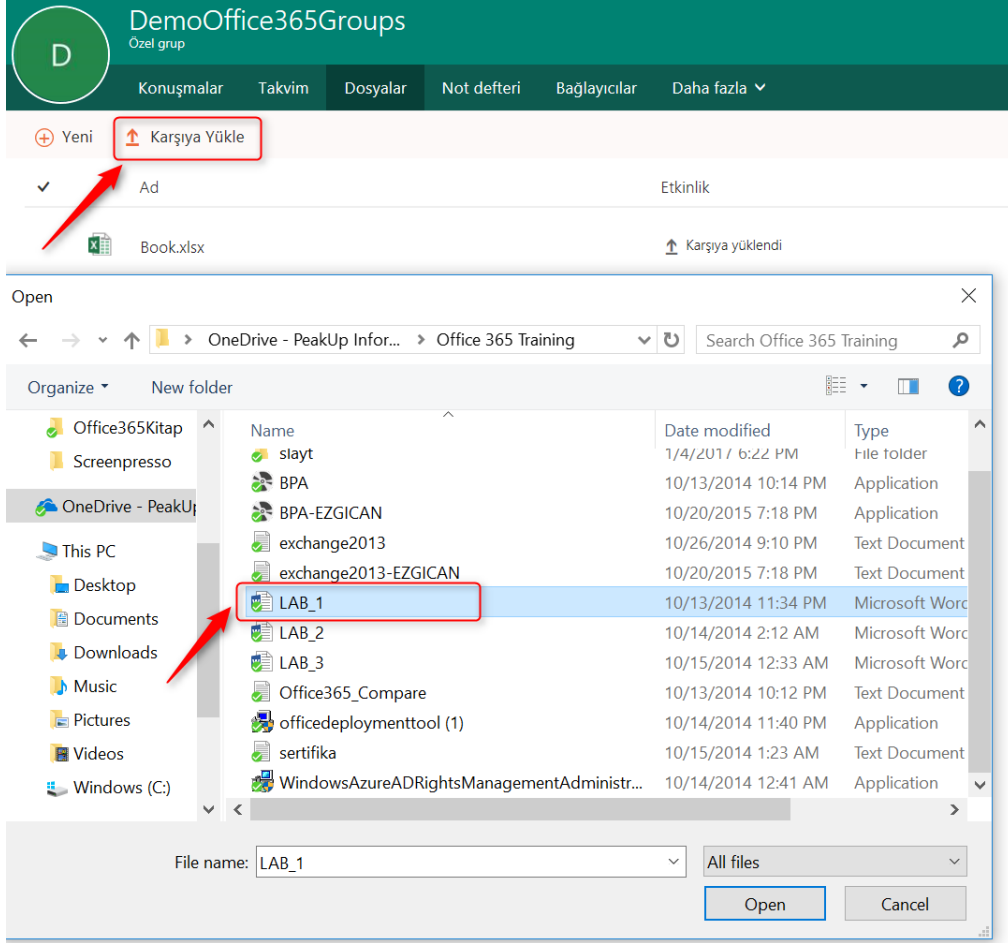 DemoOffice365Groups
D
Özel grup
Konuşmalar Takvim Dosyalar Not defteri Bağlayıcılar Daha fazla
Yeni Karşıya Yükle
Ad Etkinlik
Book.xlsx Karşıya yüklendi
Open
OneDrive - PeakUp Infor... Office 365 Training Search Office 365 Training
Organize New folder
Office365Kitap
Screenpresso
OneDrive - PeakUp
This PC
Desktop
Documents
Downloads
Music
Pictures
Videos
Windows (C:)
Name Date modified Type
slayt 1/4/2017 6:22 PM File folder
BPA 10/13/2014 10:14 PM Application
BPA-EZGICAN 10/20/2015 7:18 PM Application
exchange2013 10/26/2014 9:10 PM Text Document
exchange2013-EZGICAN 10/20/2015 7:18 PM Text Document
LAB_1 10/13/2014 11:34 PM Microsoft Word
LAB_2 10/14/2014 2:12 AM Microsoft Word
LAB_3 10/15/2014 12:33 AM Microsoft Word
Office365_Compare 10/13/2014 10:12 PM Text Document
officedeploymenttool (1) 10/14/2014 11:40 PM Application
sertifika 10/15/2014 1:23 AM Text Document
WindowsAzureADRightsManagementAdministr... 10/14/2014 12:41 AM Application
File name: LAB_1 All files
Open Cancel